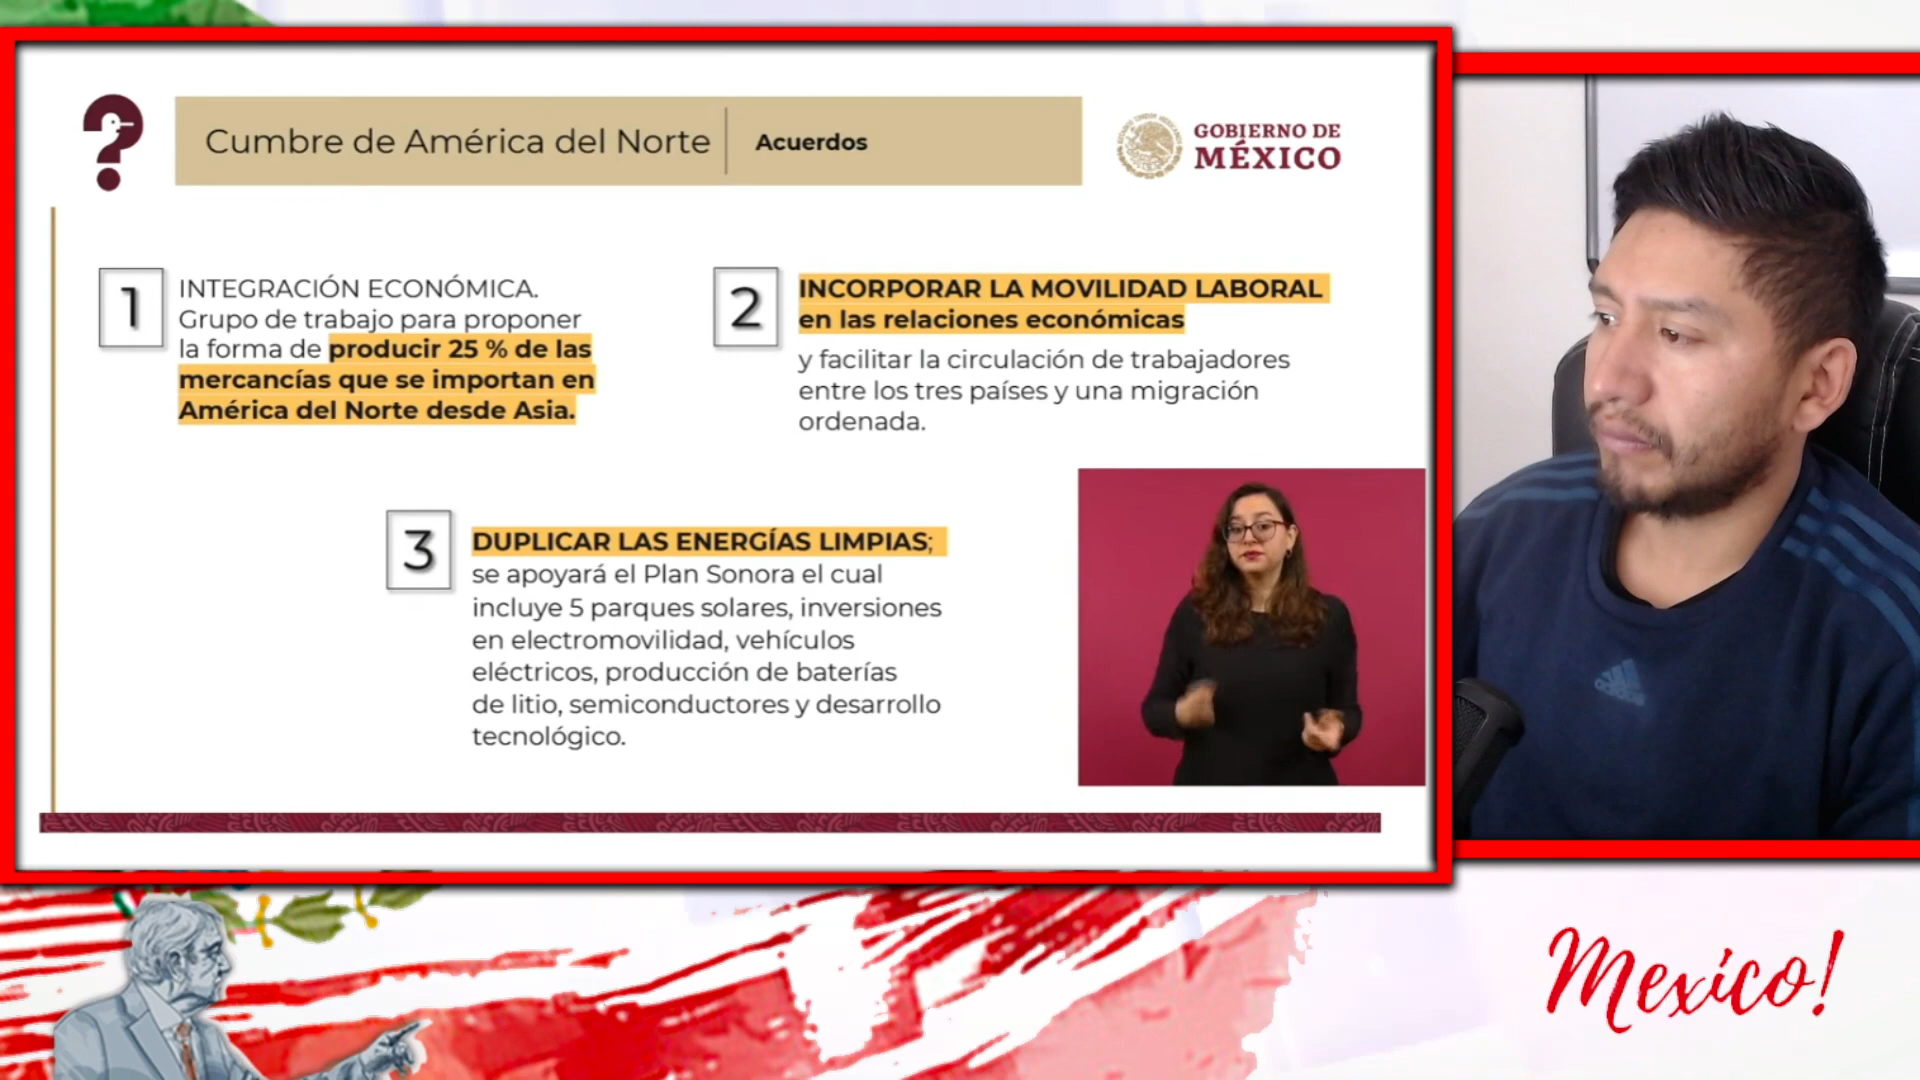 Cumbre de América del Norte
Acuerdos
GOBIERNO DE
MÉXICO
1
INTEGRACIÓN ECONÓMICA.
Grupo de trabajo para proponer
la forma de producir 25 % de las
mercancías que se importan en
América del Norte desde Asia.
2
INCORPORAR LA MOVILIDAD LABORAL
en las relaciones económicas
y facilitar la circulación de trabajadores
entre los tres países y una migración
ordenada.
3
DUPLICAR LAS ENERGÍAS LIMPIAS;
se apoyará el Plan Sonora el cual
incluye 5 parques solares, inversiones
en electromovilidad, vehículos
eléctricos, producción de baterías
de litio, semiconductores y desarrollo
tecnológico.
adidas
Mexico!